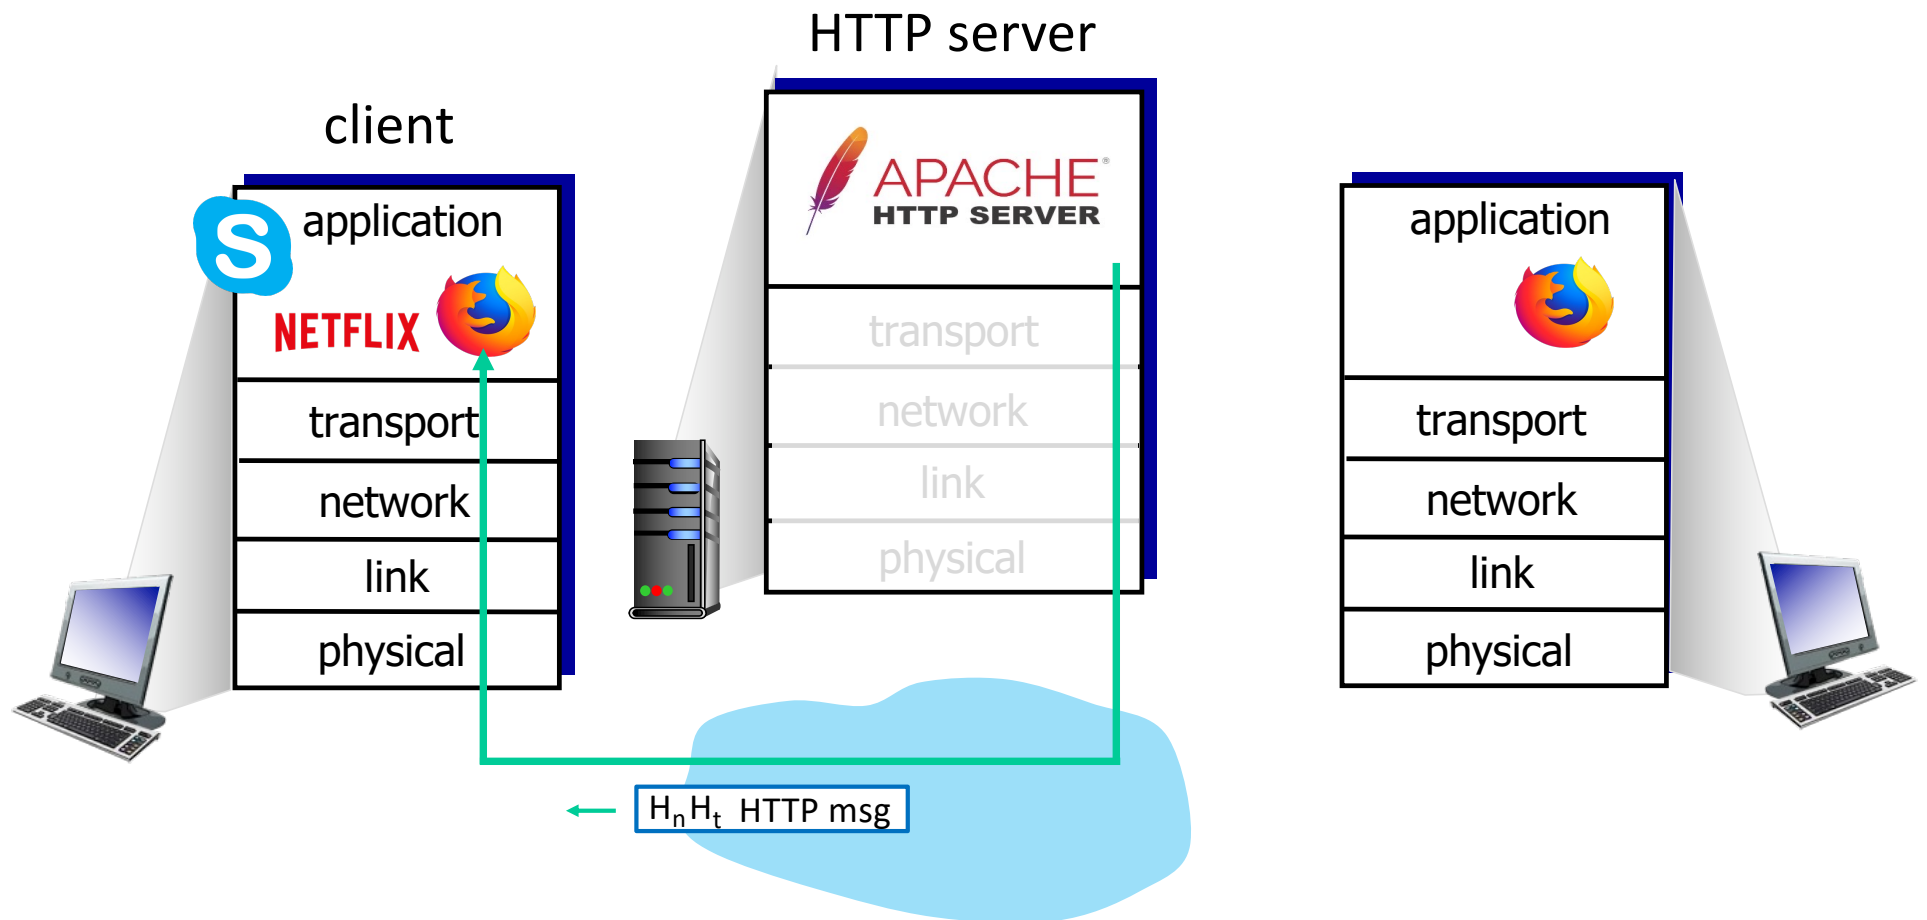 HTTP server
client
APACHE®
HTTP SERVER
S
application
NETFLIX
transport
network
link
physical
transport
network
link
physical
application
transport
network
link
physical
HnHt HTTP msg